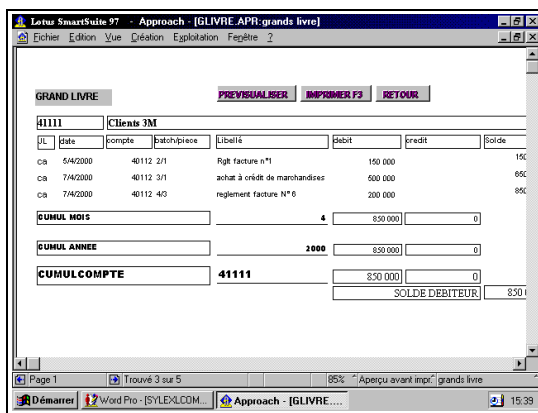 Lotus SmartSuite 97 - Approach - [GLIVRE.APR:grands livre]
Fichier Edition Vue Création Exploitation Fenêtre ?
GRAND LIVRE PREVISUALISER IMPRIMER F3 RETOUR
41111 Clients 3M
JL date compte batch/piece Libellé debit credit Solde
ca 5/4/2000 40112 2/1 Rglt facture n°1 150 000 150
ca 7/4/2000 40112 3/1 achat à crédit de marchandises 500 000 650
ca 7/4/2000 40112 4/3 reglement facture N° 6 200 000 850
CUMUL MOIS 4 850 000 0
CUMUL ANNEE 2000 850 000 0
CUMULCOMPTE 41111 850 000 0
SOLDE DEBITEUR 850
Page 1 Trouvé 3 sur 5 85% Aperçu avant impr. grands livre
Démarrer Word Pro - [SYLEXLCOM... Approach - [GLIVRE.... 15:39